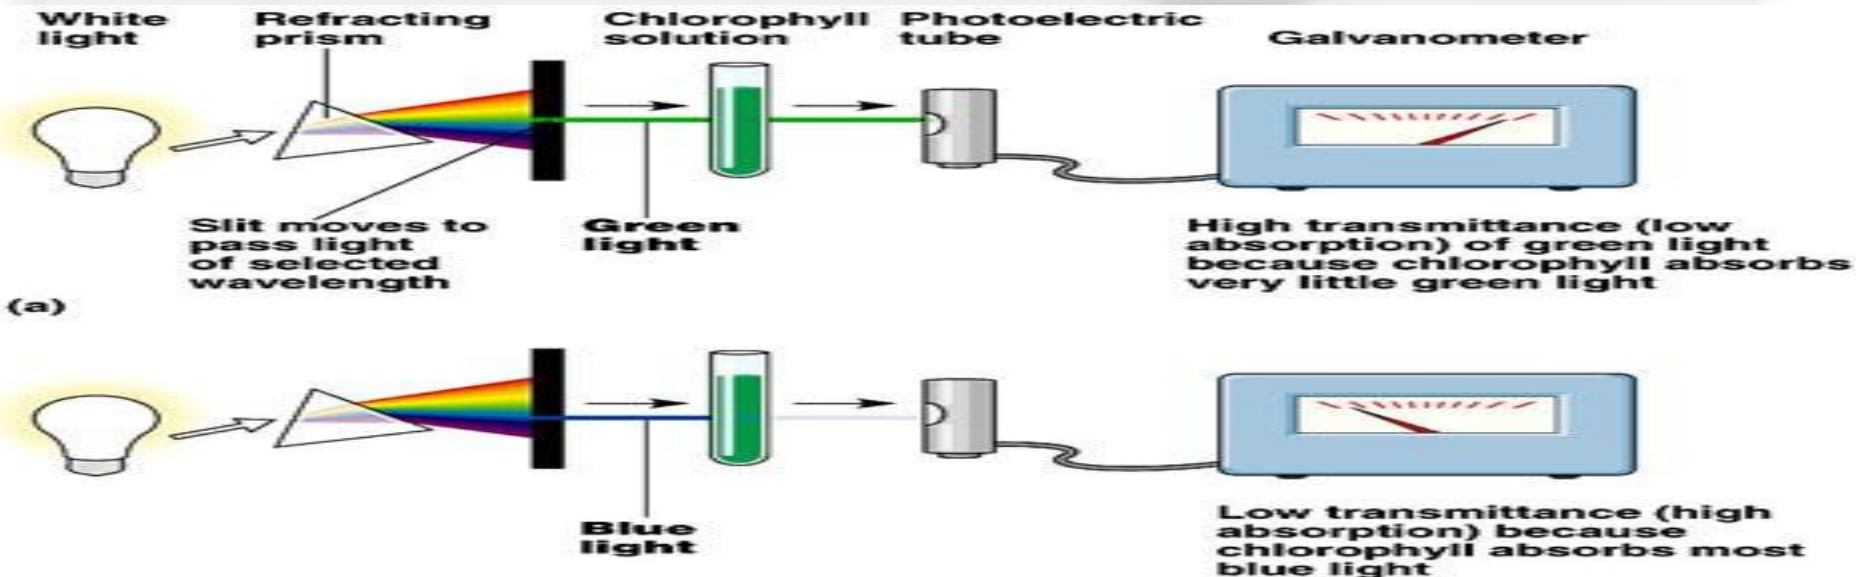 White
light
Refracting
prism
Chlorophyll
solution
Photoelectric
tube
Galvanometer
Slit moves to
pass light
of selected
wavelength
Green
light
High transmittance (low
absorption) of green light
because chlorophyll absorbs
very little green light
(a)
Blue
light
Low transmittance (high
absorption) because
chlorophyll absorbs most
blue light